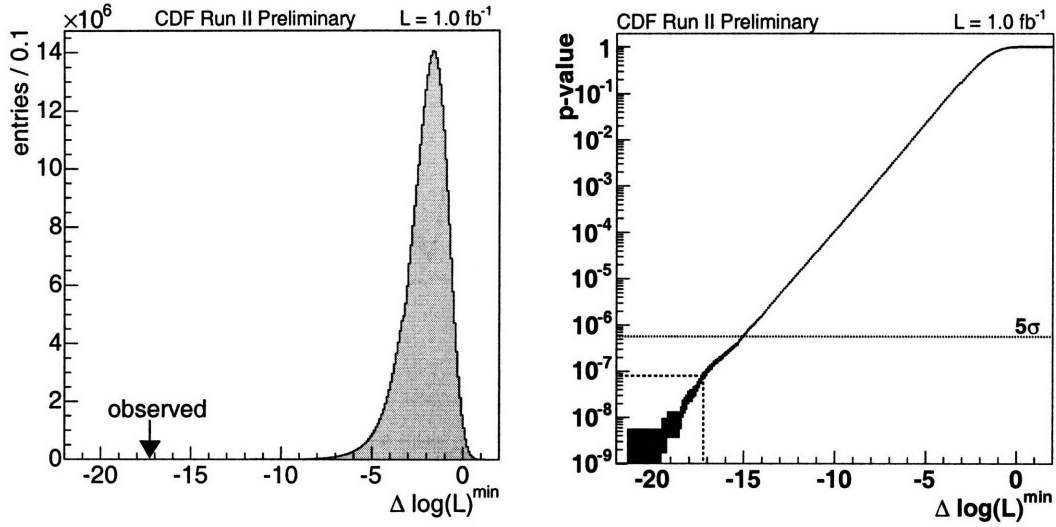 ×10⁶ CDF Run II Preliminary L = 1.0 fb⁻¹
entries / 0.1
14
12
10
8
6
4
2
0
observed
-20 -15 -10 -5 0
Δ log(L)ᵐⁱⁿ
CDF Run II Preliminary L = 1.0 fb⁻¹
p-value
1
10⁻¹
10⁻²
10⁻³
10⁻⁴
10⁻⁵
10⁻⁶
5σ
10⁻⁷
10⁻⁸
10⁻⁹
-20 -15 -10 -5 0
Δ log(L)ᵐⁱⁿ